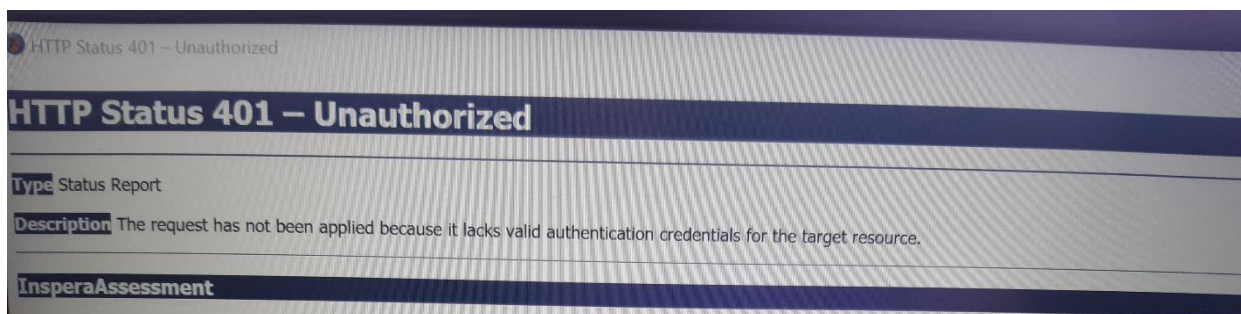 HTTP Status 401 – Unauthorized
HTTP Status 401 – Unauthorized
Type Status Report
Description The request has not been applied because it lacks valid authentication credentials for the target resource.
InsperaAssessment